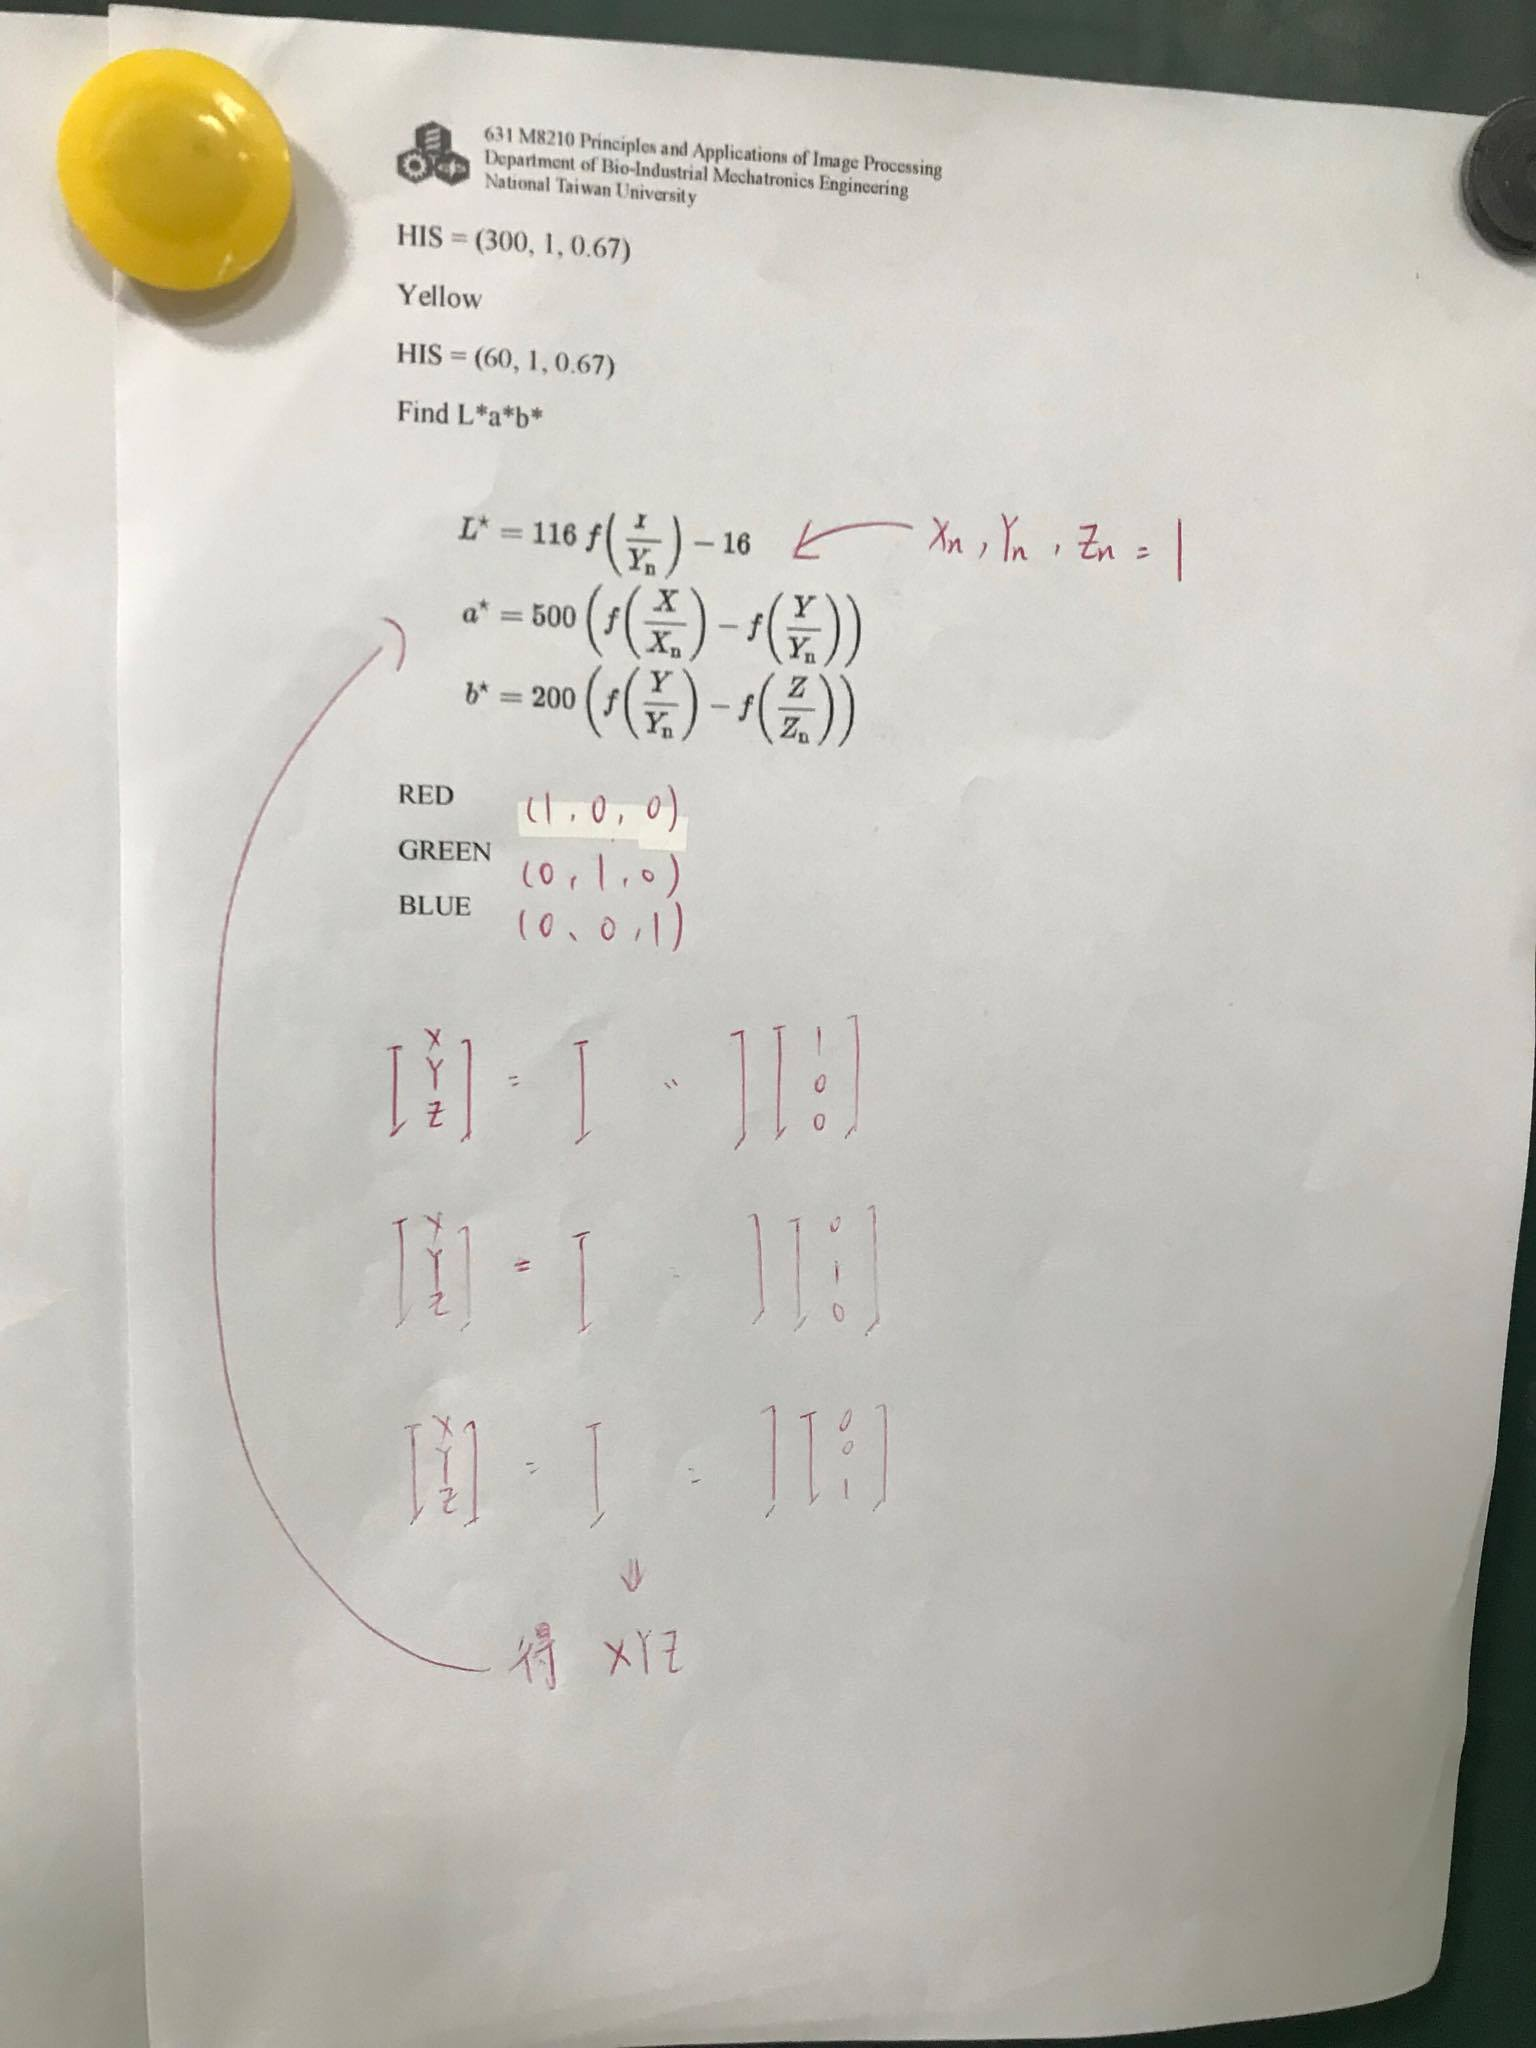 631 M8210 Principles and Applications of Image Processing
Department of Bio-Industrial Mechatronics Engineering
National Taiwan University
HIS = (300, 1, 0.67)
Yellow
HIS = (60, 1, 0.67)
Find L*a*b*
L* = 116 f(Y/Yn) − 16
Xn, Yn, Zn = 1
a* = 500 (f(X/Xn) − f(Y/Yn))
b* = 200 (f(Y/Yn) − f(Z/Zn))
RED (1, 0, 0)
GREEN (0, 1, 0)
BLUE (0、0, 1)
[X Y Z] = [ " ] [1 0 0]
[X Y Z] = [ = ] [0 1 0]
[X Y Z] = [ = ] [0 0 1]
⇓
得 XYZ